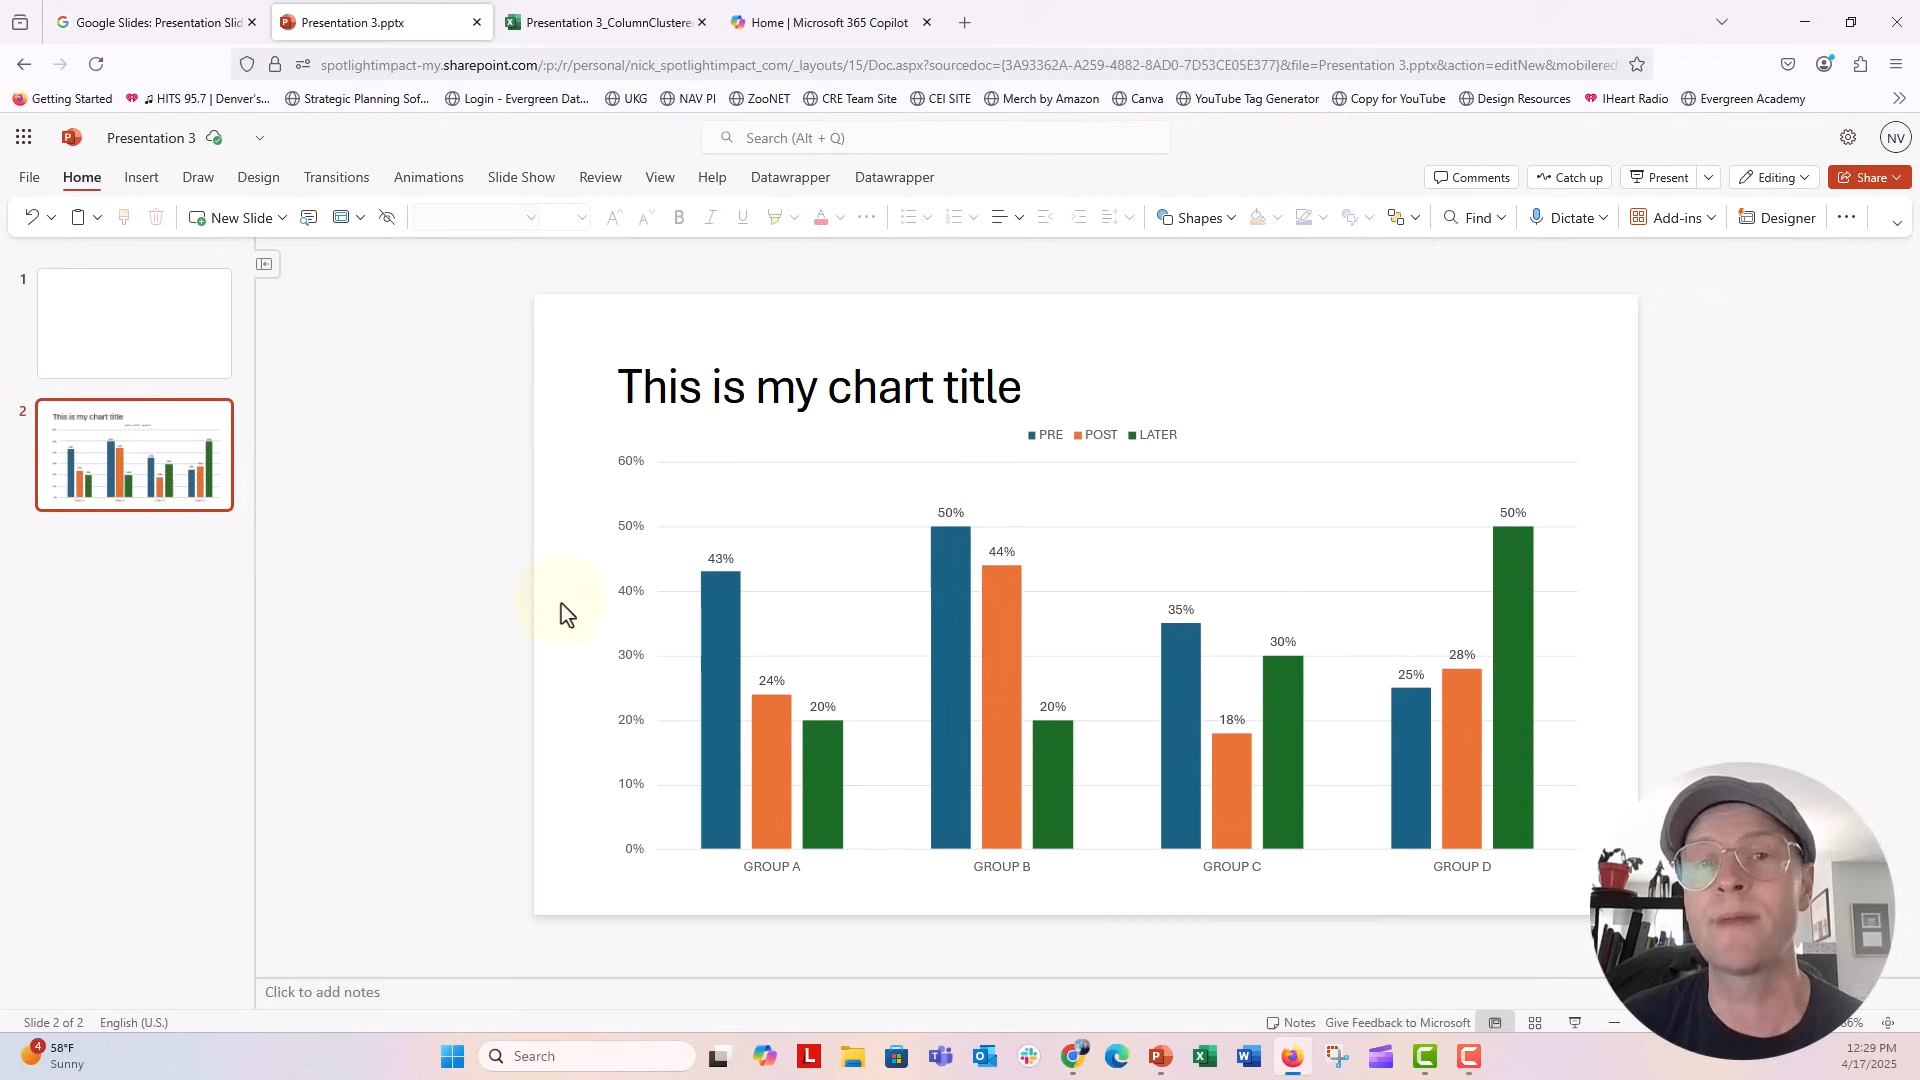 Google Slides: Presentation Slid
Presentation 3.pptx
Presentation 3_ColumnClustere
Home | Microsoft 365 Copilot
spotlightimpact-my.sharepoint.com/:p:/r/personal/nick_spotlightimpact_com/_layouts/15/Doc.aspx?sourcedoc={3A93362A-A259-4882-8AD0-7D53CE05E377}&file=Presentation 3.pptx&action=editNew&mobilered
Getting Started
♫ HITS 95.7 | Denver's...
Strategic Planning Sof...
Login - Evergreen Dat...
UKG
NAV PI
ZooNET
CRE Team Site
CEI SITE
Merch by Amazon
Canva
YouTube Tag Generator
Copy for YouTube
Design Resources
IHeart Radio
Evergreen Academy
Presentation 3
Search (Alt + Q)
NV
File
Home
Insert
Draw
Design
Transitions
Animations
Slide Show
Review
View
Help
Datawrapper
Datawrapper
Comments
Catch up
Present
Editing
Share
New Slide
B
I
U
Shapes
Find
Dictate
Add-ins
Designer
1
2
This is my chart title
This is my chart title
PRE POST LATER
60%
50%
40%
30%
20%
10%
0%
43%
24%
20%
50%
44%
20%
35%
18%
30%
25%
28%
50%
GROUP A
GROUP B
GROUP C
GROUP D
Click to add notes
Slide 2 of 2
English (U.S.)
Notes
Give Feedback to Microsoft
4
58°F
Sunny
Search
12:29 PM
4/17/2025